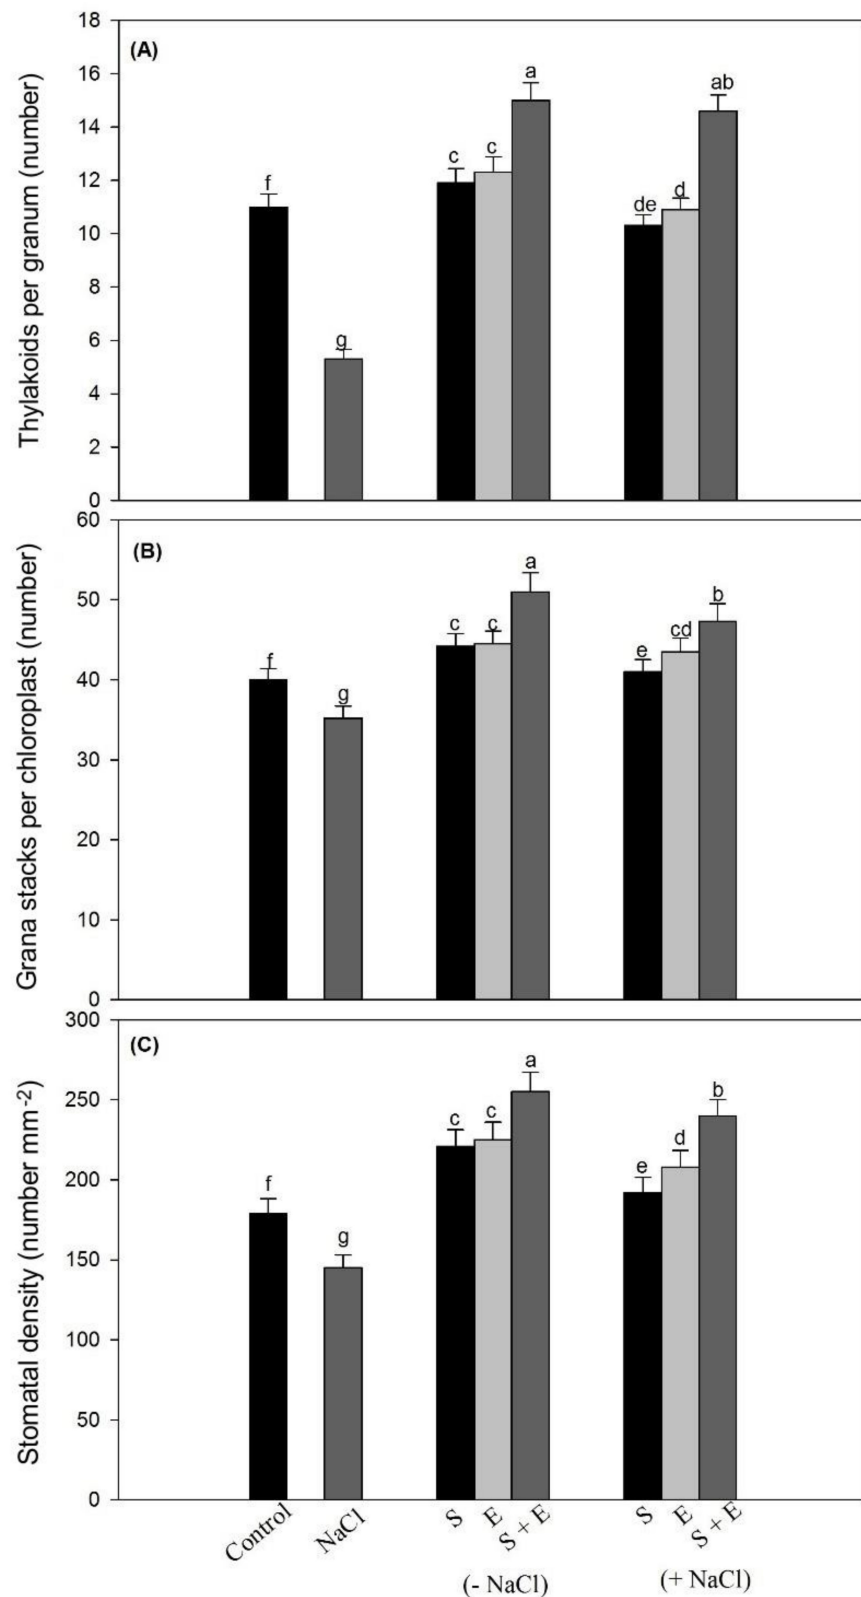 Thylakoids per granum (number)
18
16
14
12
10
8
6
4
2
0
(A)
f
g
c
c
a
de
d
ab
Grana stacks per chloroplast (number)
60
50
40
30
20
10
0
(B)
f
g
c
c
a
e
cd
b
Stomatal density (number mm-2)
300
250
200
150
100
50
0
(C)
f
g
c
c
a
e
d
b
Control
NaCl
S
E
S + E
S
E
S + E
(- NaCl)
(+ NaCl)